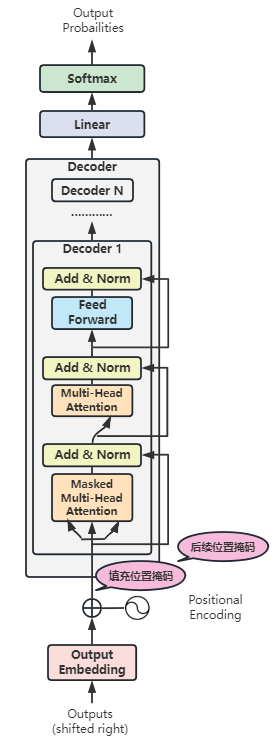 Output
Probailities
Softmax
Linear
Decoder
Decoder N
............
Decoder 1
Add & Norm
Feed
Forward
Add & Norm
Multi-Head
Attention
Add & Norm
Masked
Multi-Head
Attention
后续位置掩码
填充位置掩码
Positional
Encoding
Output
Embedding
Outputs
(shifted right)